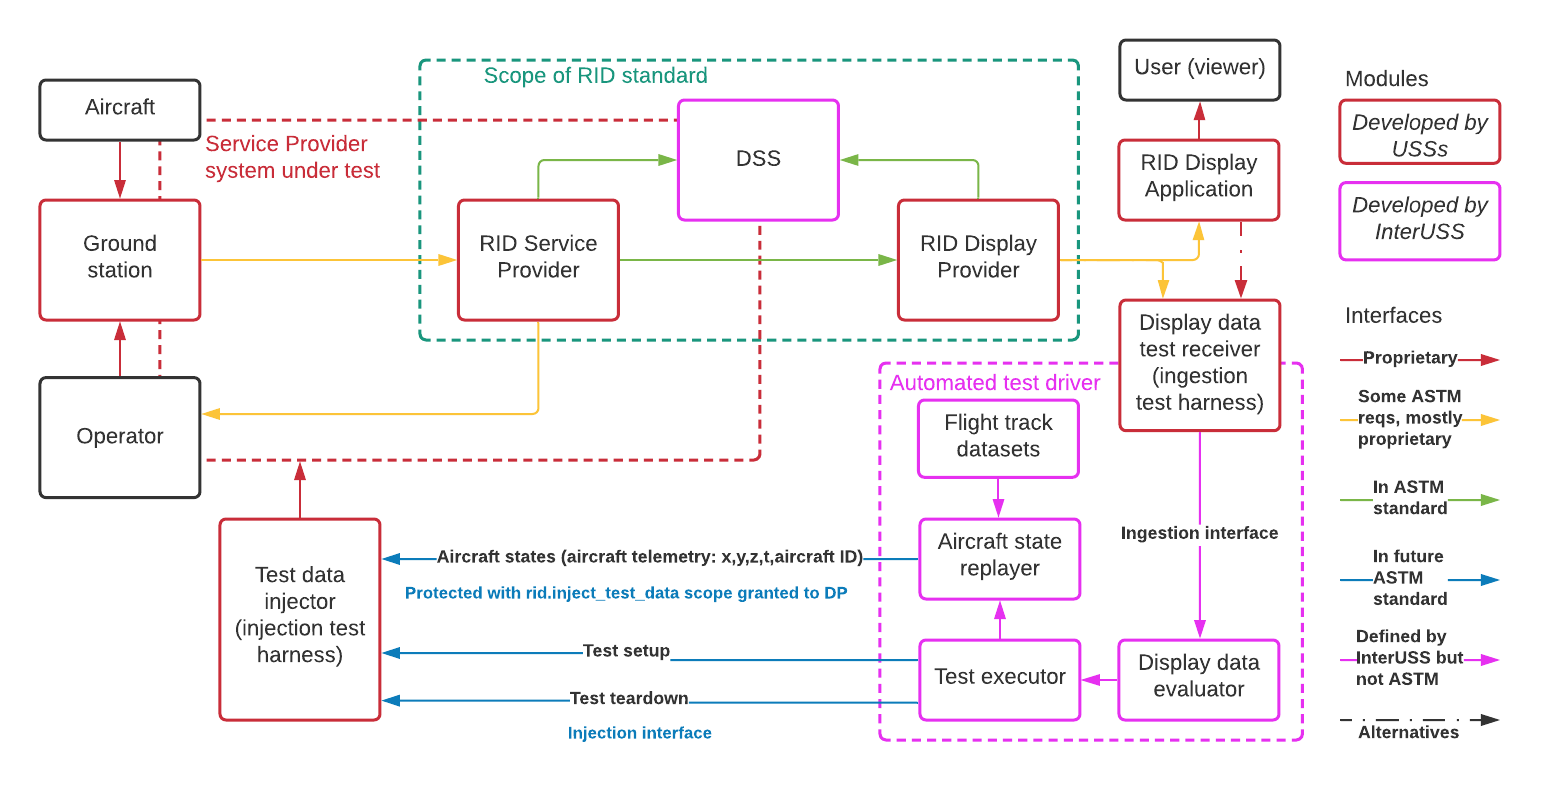 Aircraft
Service Provider
system under test
Ground
station
Operator
Scope of RID standard
DSS
RID Service
Provider
RID Display
Provider
User (viewer)
RID Display
Application
Display data
test receiver
(ingestion
test harness)
Automated test driver
Flight track
datasets
Aircraft state
replayer
Ingestion interface
Test executor
Display data
evaluator
Test data
injector
(injection test
harness)
Aircraft states (aircraft telemetry: x,y,z,t,aircraft ID)
Protected with rid.inject_test_data scope granted to DP
Test setup
Test teardown
Injection interface
Modules
Developed by
USSs
Developed by
InterUSS
Interfaces
Proprietary
Some ASTM
reqs, mostly
proprietary
In ASTM
standard
In future
ASTM
standard
Defined by
InterUSS but
not ASTM
Alternatives